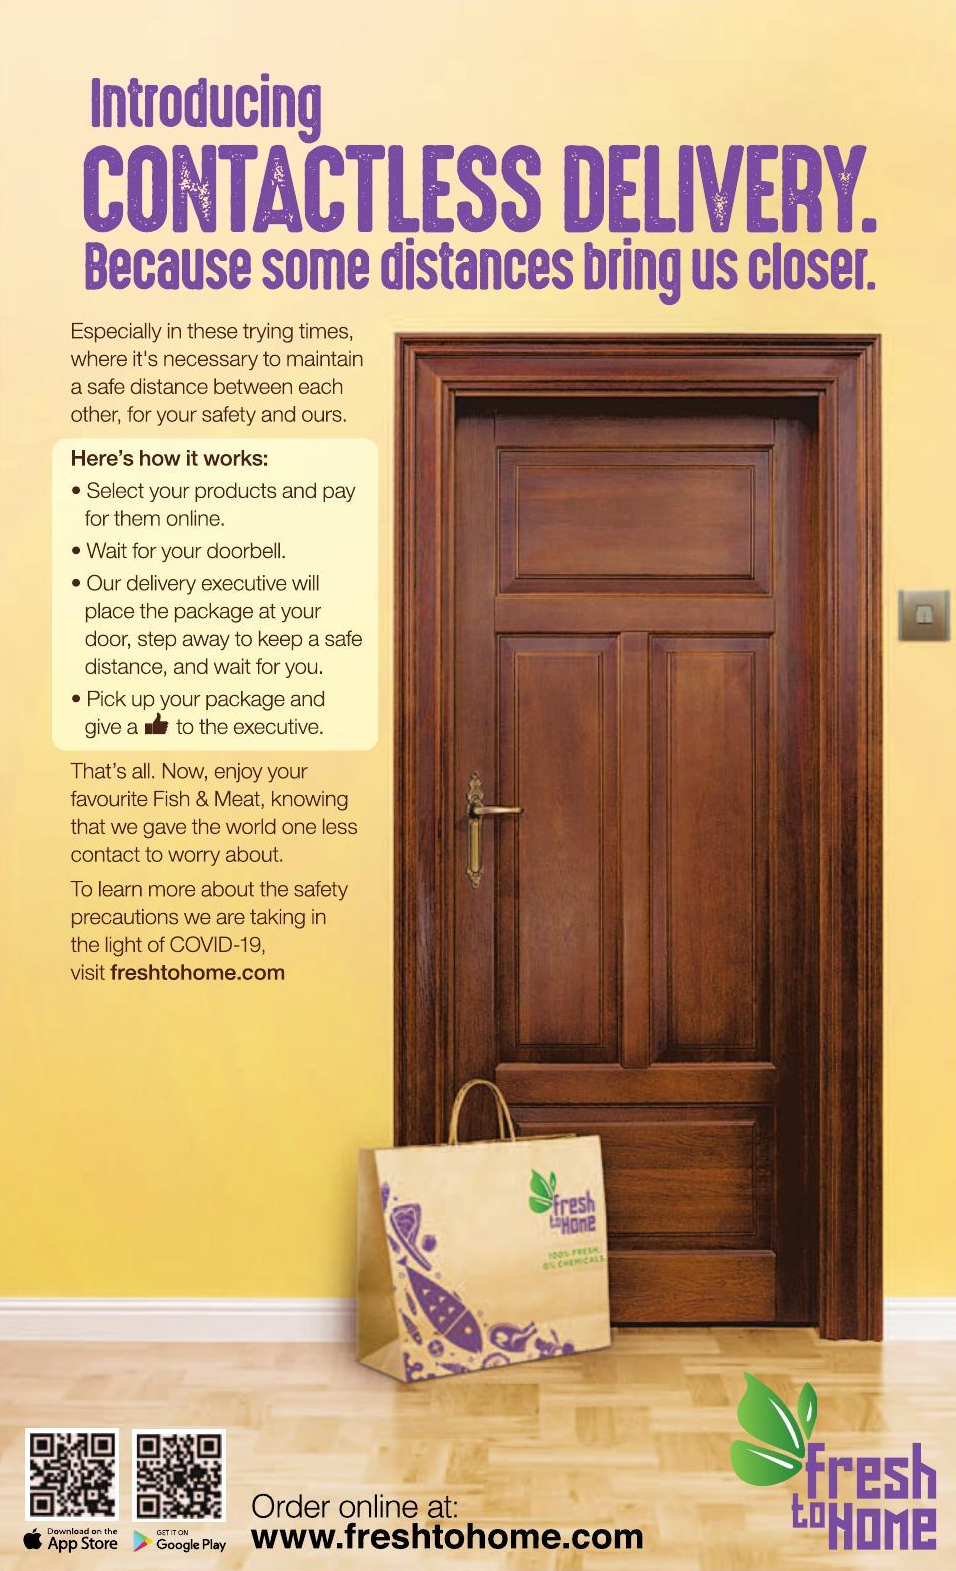 Introducing
CONTACTLESS DELIVERY.
Because some distances bring us closer.
Especially in these trying times,
where it's necessary to maintain
a safe distance between each
other, for your safety and ours.
Here's how it works:
• Select your products and pay
for them online.
• Wait for your doorbell.
• Our delivery executive will
place the package at your
door, step away to keep a safe
distance, and wait for you.
• Pick up your package and
give a 👍 to the executive.
That's all. Now, enjoy your
favourite Fish & Meat, knowing
that we gave the world one less
contact to worry about.
To learn more about the safety
precautions we are taking in
the light of COVID-19,
visit freshtohome.com
fresh
to HOME
100% FRESH,
0% CHEMICALS
Download on the
App Store
GET IT ON
Google Play
Order online at:
www.freshtohome.com
fresh
to HOME